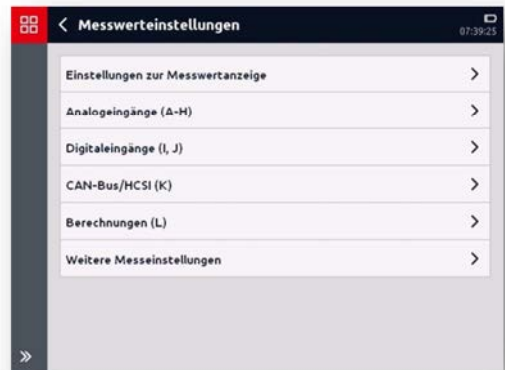 Messwerteinstellungen
07:39:25
Einstellungen zur Messwertanzeige
Analogeingänge (A-H)
Digitaleingänge (I, J)
CAN-Bus/HCSI (K)
Berechnungen (L)
Weitere Messeinstellungen